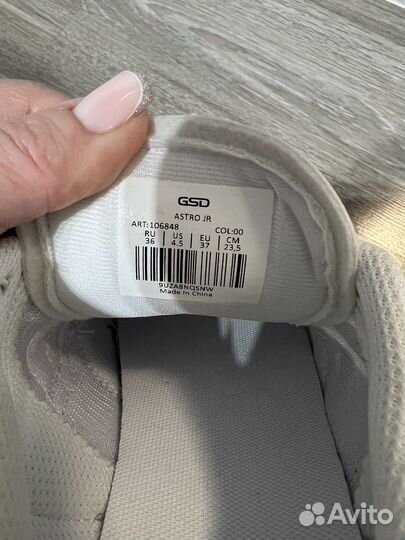 GSD
ASTRO JR
ART:106848 COL:00
RU US EU CM
36 4.5 37 23,5
9UZA8NQSNW
Made in China
Avito